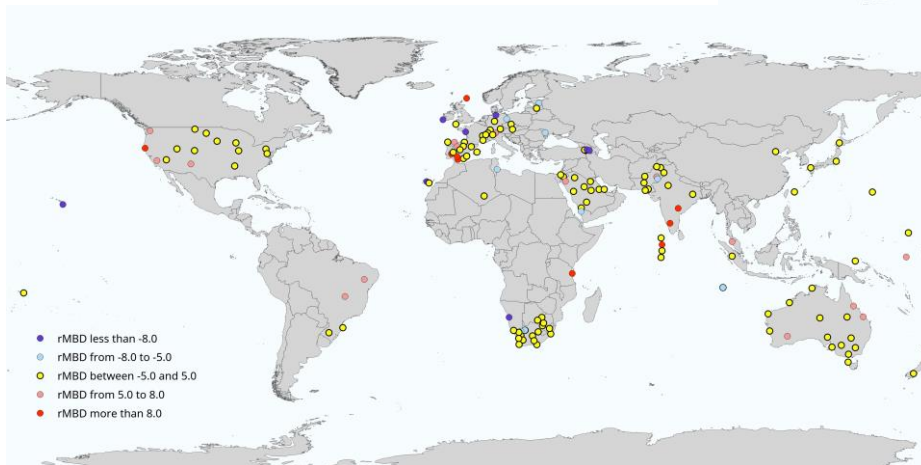 rMBD less than -8.0
rMBD from -8.0 to -5.0
rMBD between -5.0 and 5.0
rMBD from 5.0 to 8.0
rMBD more than 8.0